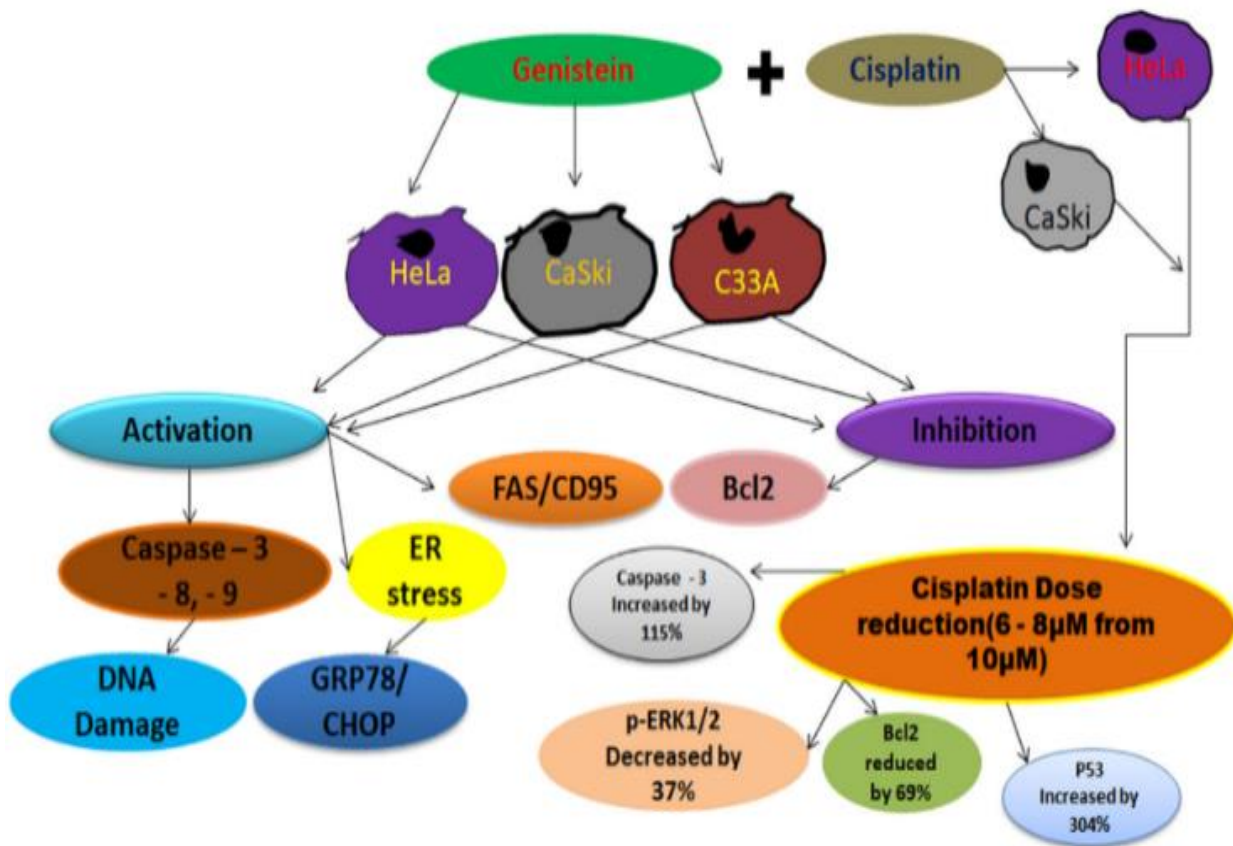 Genistein
+
Cisplatin
HeLa
CaSki
HeLa
CaSki
C33A
Activation
Inhibition
FAS/CD95
Bcl2
Caspase – 3
- 8, - 9
ER
stress
Caspase - 3
Increased by
115%
Cisplatin Dose
reduction(6 - 8µM from
10µM)
DNA
Damage
GRP78/
CHOP
p-ERK1/2
Decreased by
37%
Bcl2
reduced
by 69%
P53
Increased by
304%